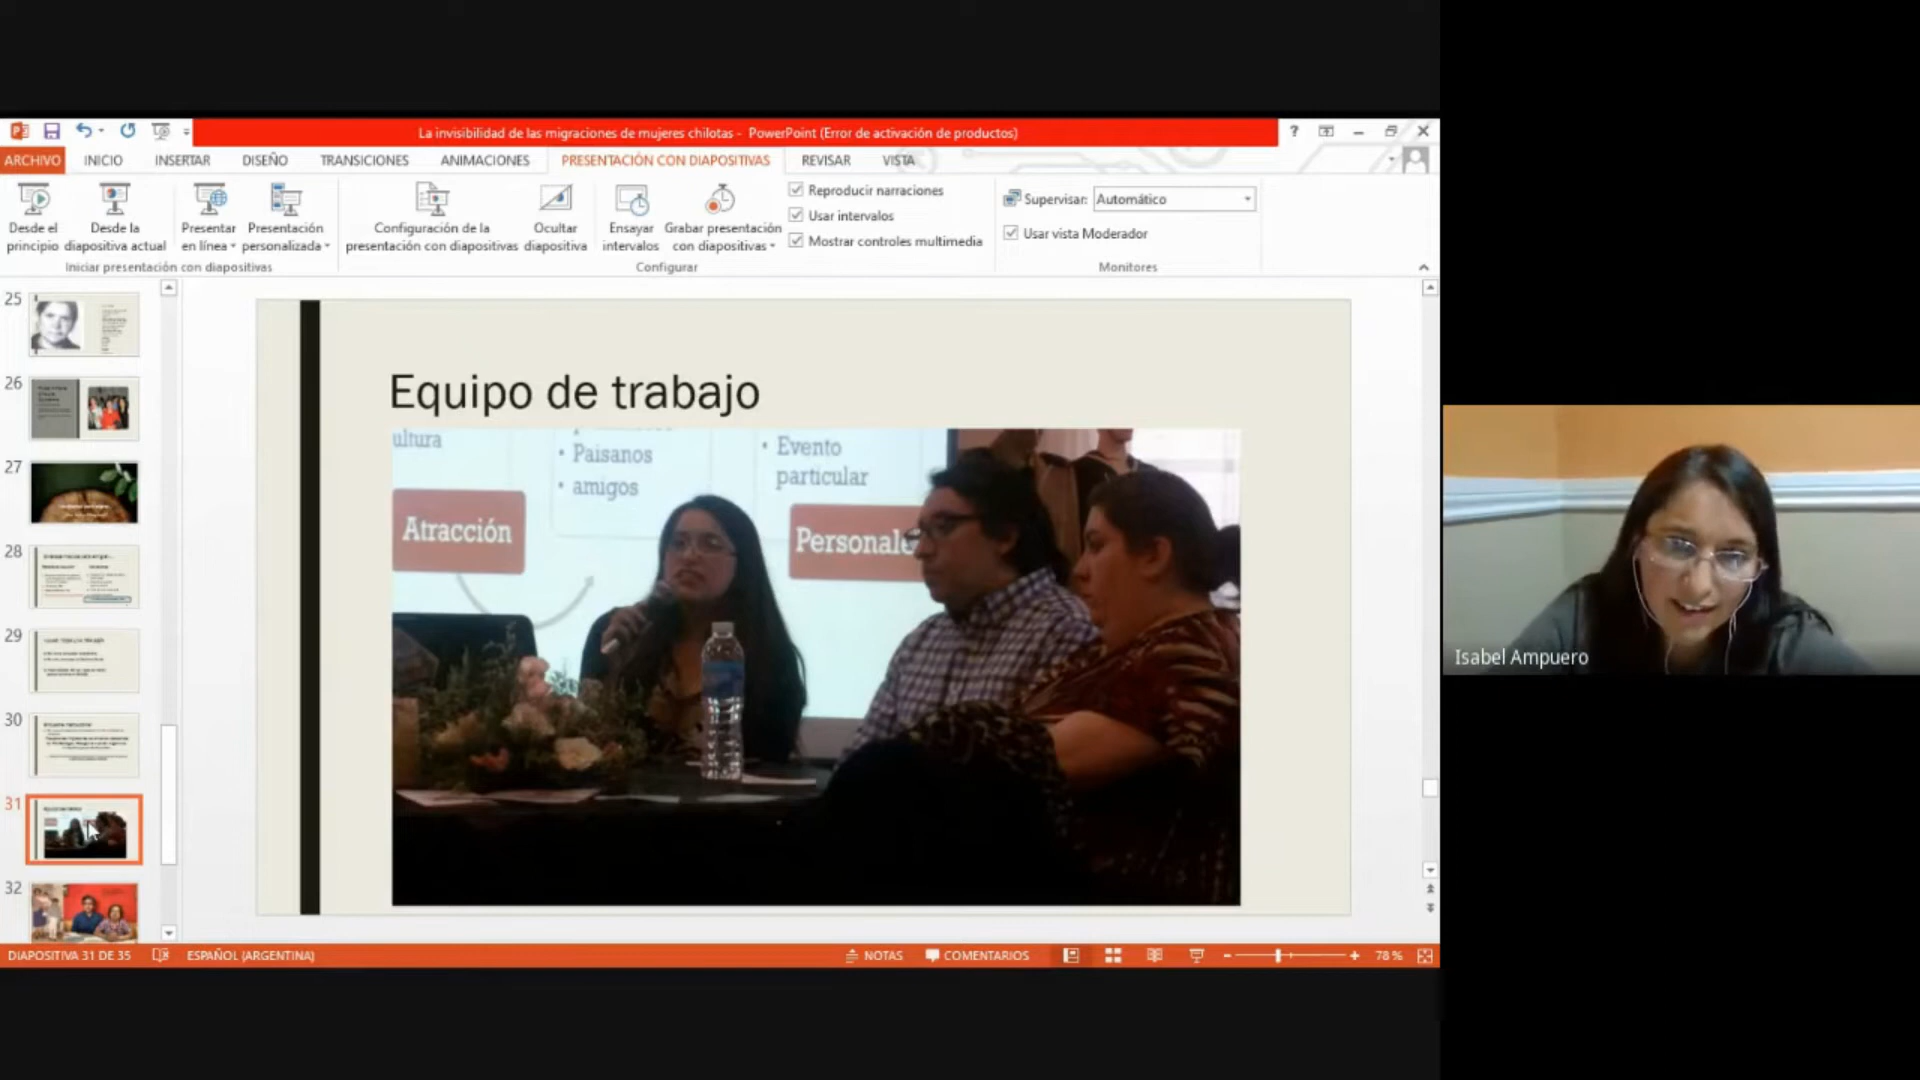 La invisibilidad de las migraciones de mujeres chilotas - PowerPoint (Error de activación de productos)
ARCHIVO INICIO INSERTAR DISEÑO TRANSICIONES ANIMACIONES PRESENTACIÓN CON DIAPOSITIVAS REVISAR VISTA
Desde el principio
Desde la diapositiva actual
Presentar en línea
Presentación personalizada
Iniciar presentación con diapositivas
Configuración de la presentación con diapositivas
Ocultar diapositiva
Ensayar intervalos
Grabar presentación con diapositivas
Reproducir narraciones
Usar intervalos
Mostrar controles multimedia
Configurar
Supervisar: Automático
Usar vista Moderador
Monitores
25
26
27
28
29
30
31
32
Equipo de trabajo
ultura
• Paisanos
• amigos
• Evento
particular
Atracción
Personale
Isabel Ampuero
DIAPOSITIVA 31 DE 35
ESPAÑOL (ARGENTINA)
NOTAS
COMENTARIOS
78 %